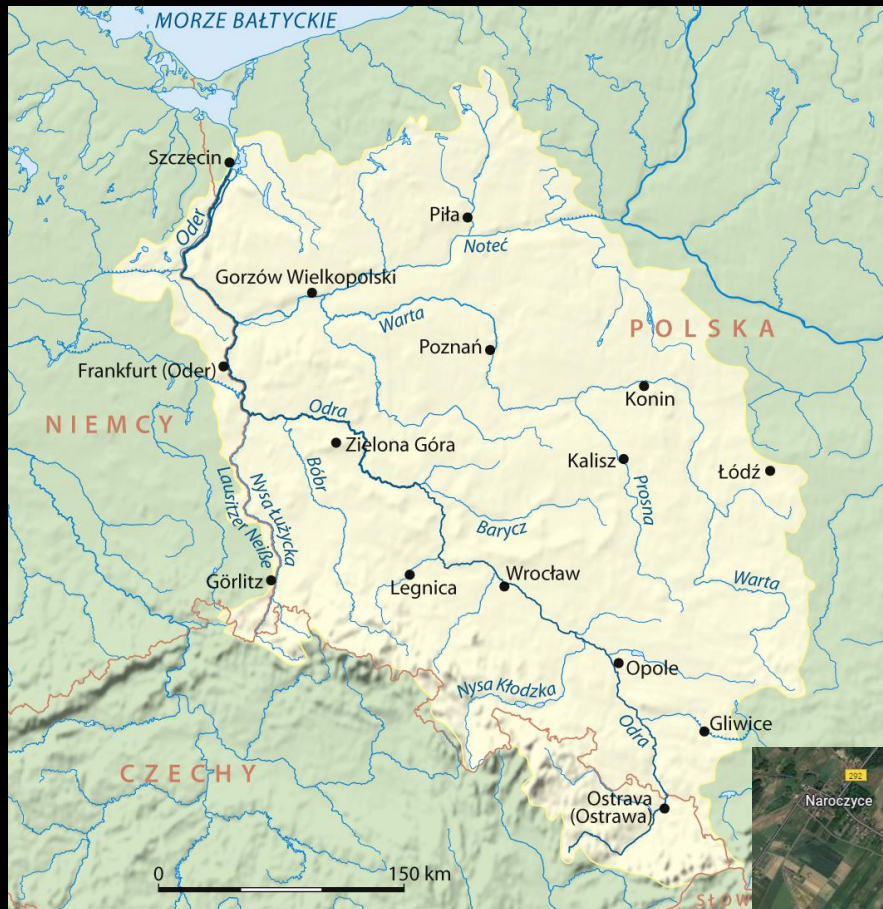 MORZE BAŁTYCKIE
Szczecin
Oder
Piła
Noteć
Gorzów Wielkopolski
Warta
POLSKA
Poznań
Frankfurt (Oder)
Konin
Odra
NIEMCY
Zielona Góra
Kalisz
Łódź
Bóbr
Prosna
Nysa Łużycka
Lausitzer Neiße
Barycz
Görlitz
Legnica
Wrocław
Warta
Opole
Nysa Kłodzka
Odra
Gliwice
CZECHY
292
Naroczyce
Ostrava
(Ostrawa)
0 150 km
SŁOW